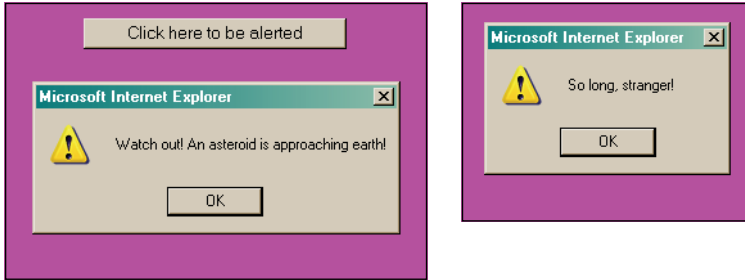 Click here to be alerted
Microsoft Internet Explorer
Watch out! An asteroid is approaching earth!
OK
Microsoft Internet Explorer
So long, stranger!
OK